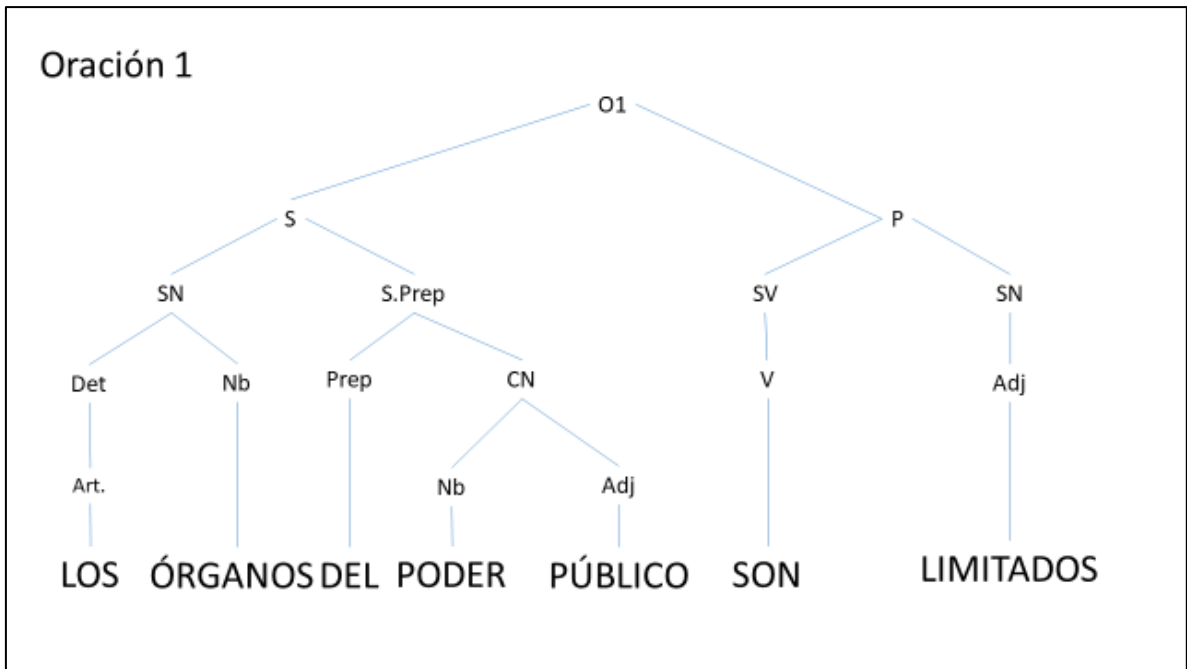 Oración 1
O1
S P
SN S.Prep SV SN
Det Nb Prep CN V Adj
Art. Nb Adj
LOS ÓRGANOS DEL PODER PÚBLICO SON LIMITADOS